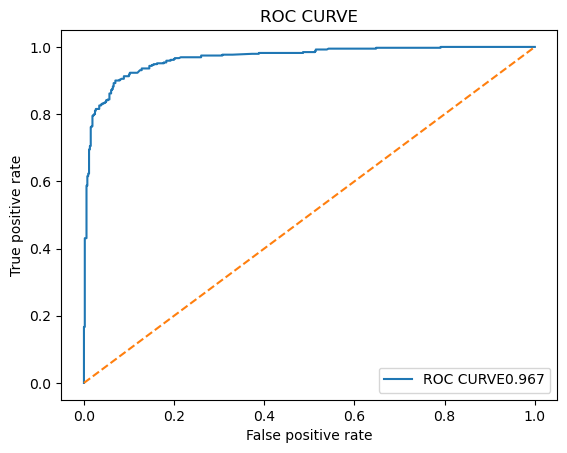 ROC CURVE
True positive rate
1.0
0.8
0.6
0.4
0.2
0.0
ROC CURVE0.967
0.0 0.2 0.4 0.6 0.8 1.0
False positive rate